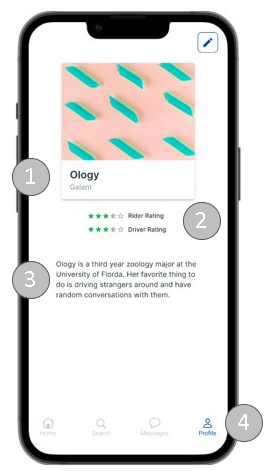 1
Ology
Galant
2
Rider Rating
Driver Rating
3
Ology is a third year zoology major at the
University of Florda. Her favorite thing to
do is driving strangers around and have
random conversations with them.
4
Home
Search
Messages
Profile